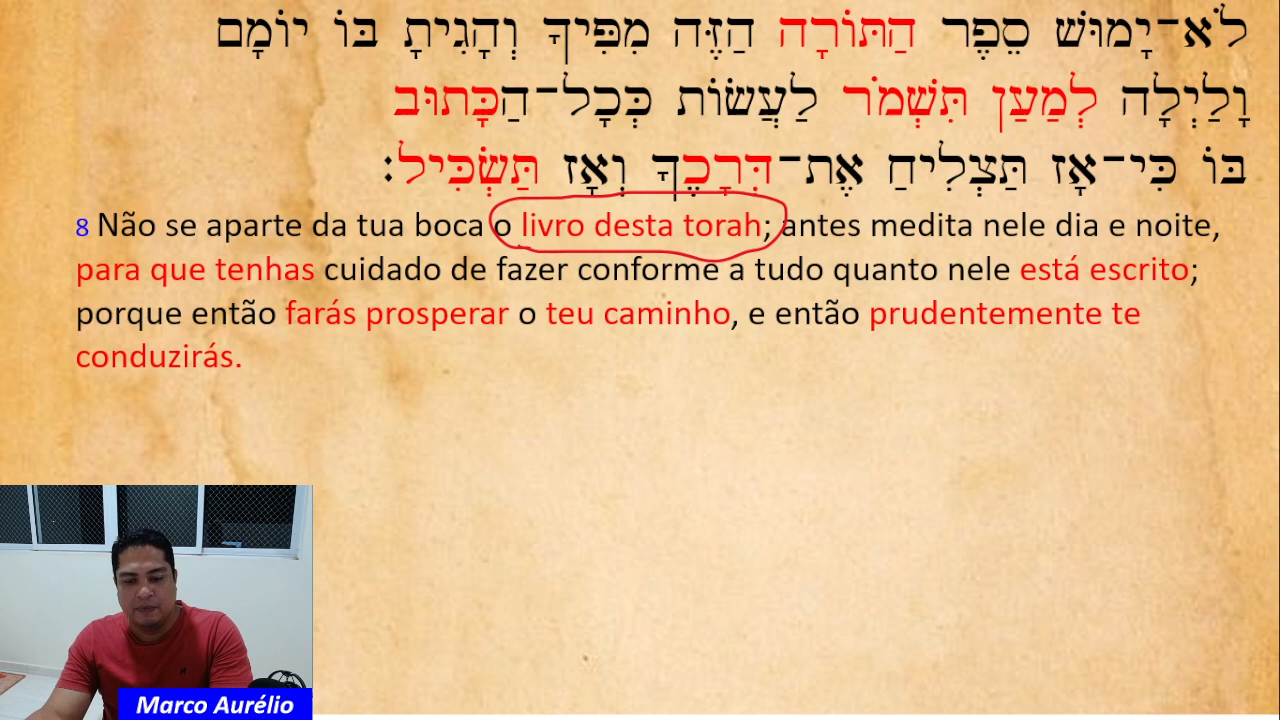 לֹא־יָמוּשׁ סֵפֶר הַתּוֹרָה הַזֶּה מִפִּיךָ וְהָגִיתָ בּוֹ יוֹמָם
וָלַיְלָה לְמַעַן תִּשְׁמֹר לַעֲשׂוֹת כְּכָל־הַכָּתוּב
בּוֹ כִּי־אָז תַּצְלִיחַ אֶת־דְּרָכֶךָ וְאָז תַּשְׂכִּיל׃
8 Não se aparte da tua boca o livro desta torah; antes medita nele dia e noite,
para que tenhas cuidado de fazer conforme a tudo quanto nele está escrito;
porque então farás prosperar o teu caminho, e então prudentemente te
conduzirás.
Marco Aurélio